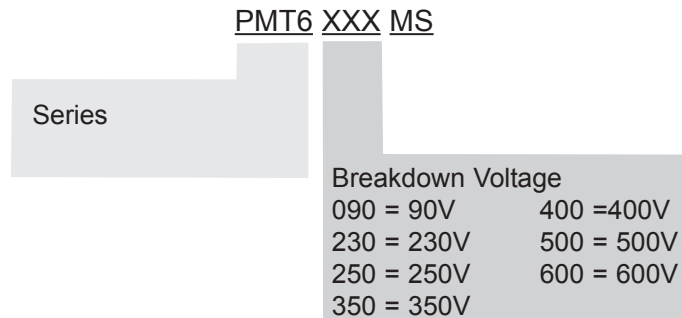 PMT6 XXX MS
Series
Breakdown Voltage
090 = 90V 400 =400V
230 = 230V 500 = 500V
250 = 250V 600 = 600V
350 = 350V